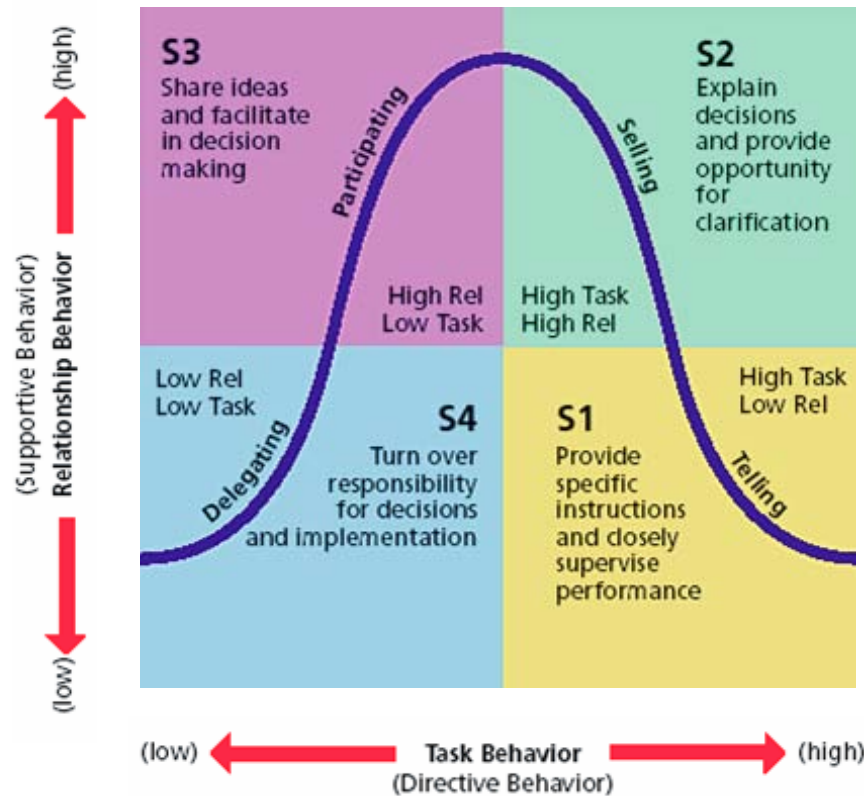 (high)
(Supportive Behavior)
Relationship Behavior
(low)
S3
Share ideas
and facilitate
in decision
making
Participating
High Rel
Low Task
S2
Explain
decisions
and provide
opportunity
for
clarification
Selling
High Task
High Rel
Low Rel
Low Task
Delegating
S4
Turn over
responsibility
for decisions
and implementation
S1
Provide
specific
instructions
and closely
supervise
performance
High Task
Low Rel
Telling
(low)
Task Behavior
(Directive Behavior)
(high)